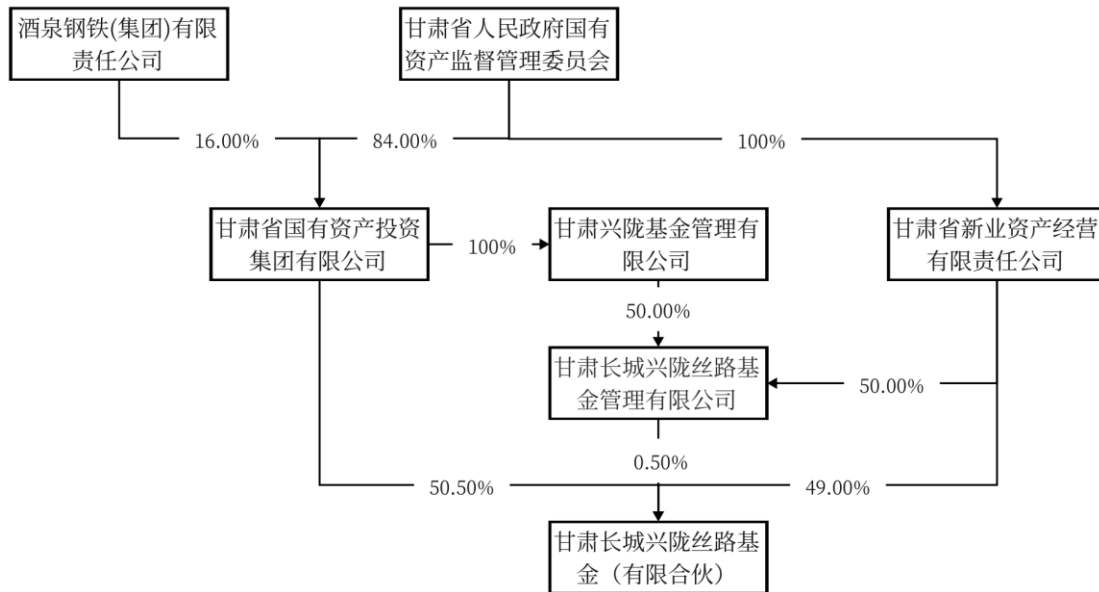 酒泉钢铁(集团)有限
责任公司
甘肃省人民政府国有
资产监督管理委员会
16.00%
84.00%
100%
甘肃省国有资产投资
集团有限公司
100%
甘肃兴陇基金管理有
限公司
甘肃省新业资产经营
有限责任公司
50.00%
甘肃长城兴陇丝路基
金管理有限公司
50.00%
0.50%
50.50%
49.00%
甘肃长城兴陇丝路基
金（有限合伙）